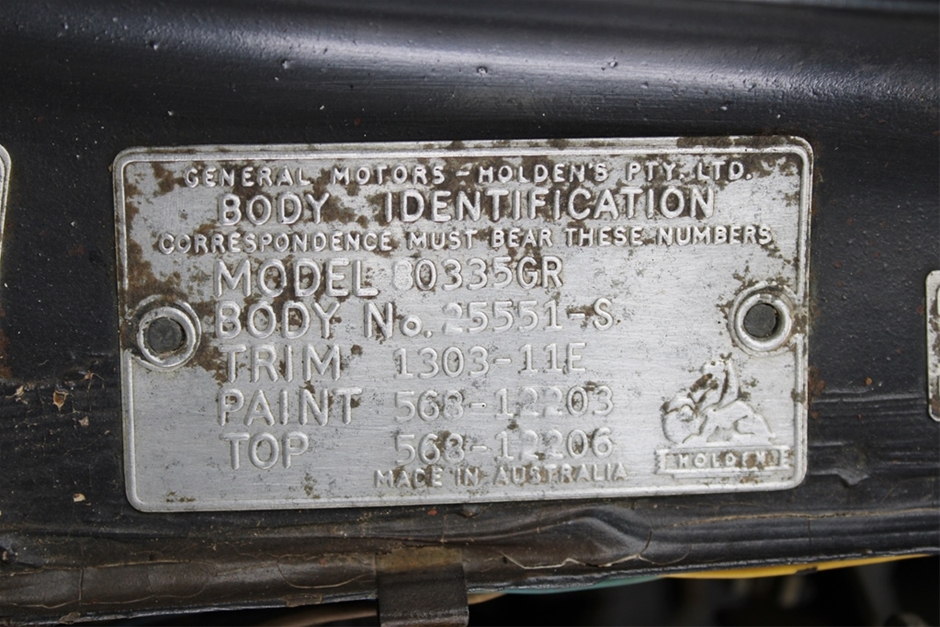 GENERAL MOTORS - HOLDEN'S PTY. LTD.
BODY IDENTIFICATION
CORRESPONDENCE MUST BEAR THESE NUMBERS
MODEL 80335GR
BODY No. 25551-S
TRIM 1303-11E
PAINT 568-12203
TOP 568-12206
MADE IN AUSTRALIA
HOLDEN